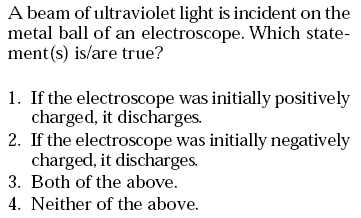 A beam of ultraviolet light is incident on the
metal ball of an electroscope. Which state-
ment(s) is/are true?
1. If the electroscope was initially positively
charged, it discharges.
2. If the electroscope was initially negatively
charged, it discharges.
3. Both of the above.
4. Neither of the above.